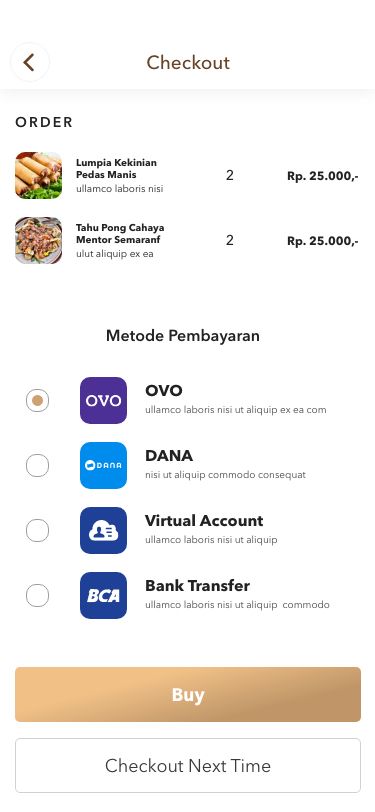 Checkout
ORDER
Lumpia Kekinian
Pedas Manis
ullamco laboris nisi
2
Rp. 25.000,-
Tahu Pong Cahaya
Mentor Semaranf
ulut aliquip ex ea
2
Rp. 25.000,-
Metode Pembayaran
OVO
OVO
ullamco laboris nisi ut aliquip ex ea com
DANA
DANA
nisi ut aliquip commodo consequat
Virtual Account
ullamco laboris nisi ut aliquip
BCA
Bank Transfer
ullamco laboris nisi ut aliquip commodo
Buy
Checkout Next Time